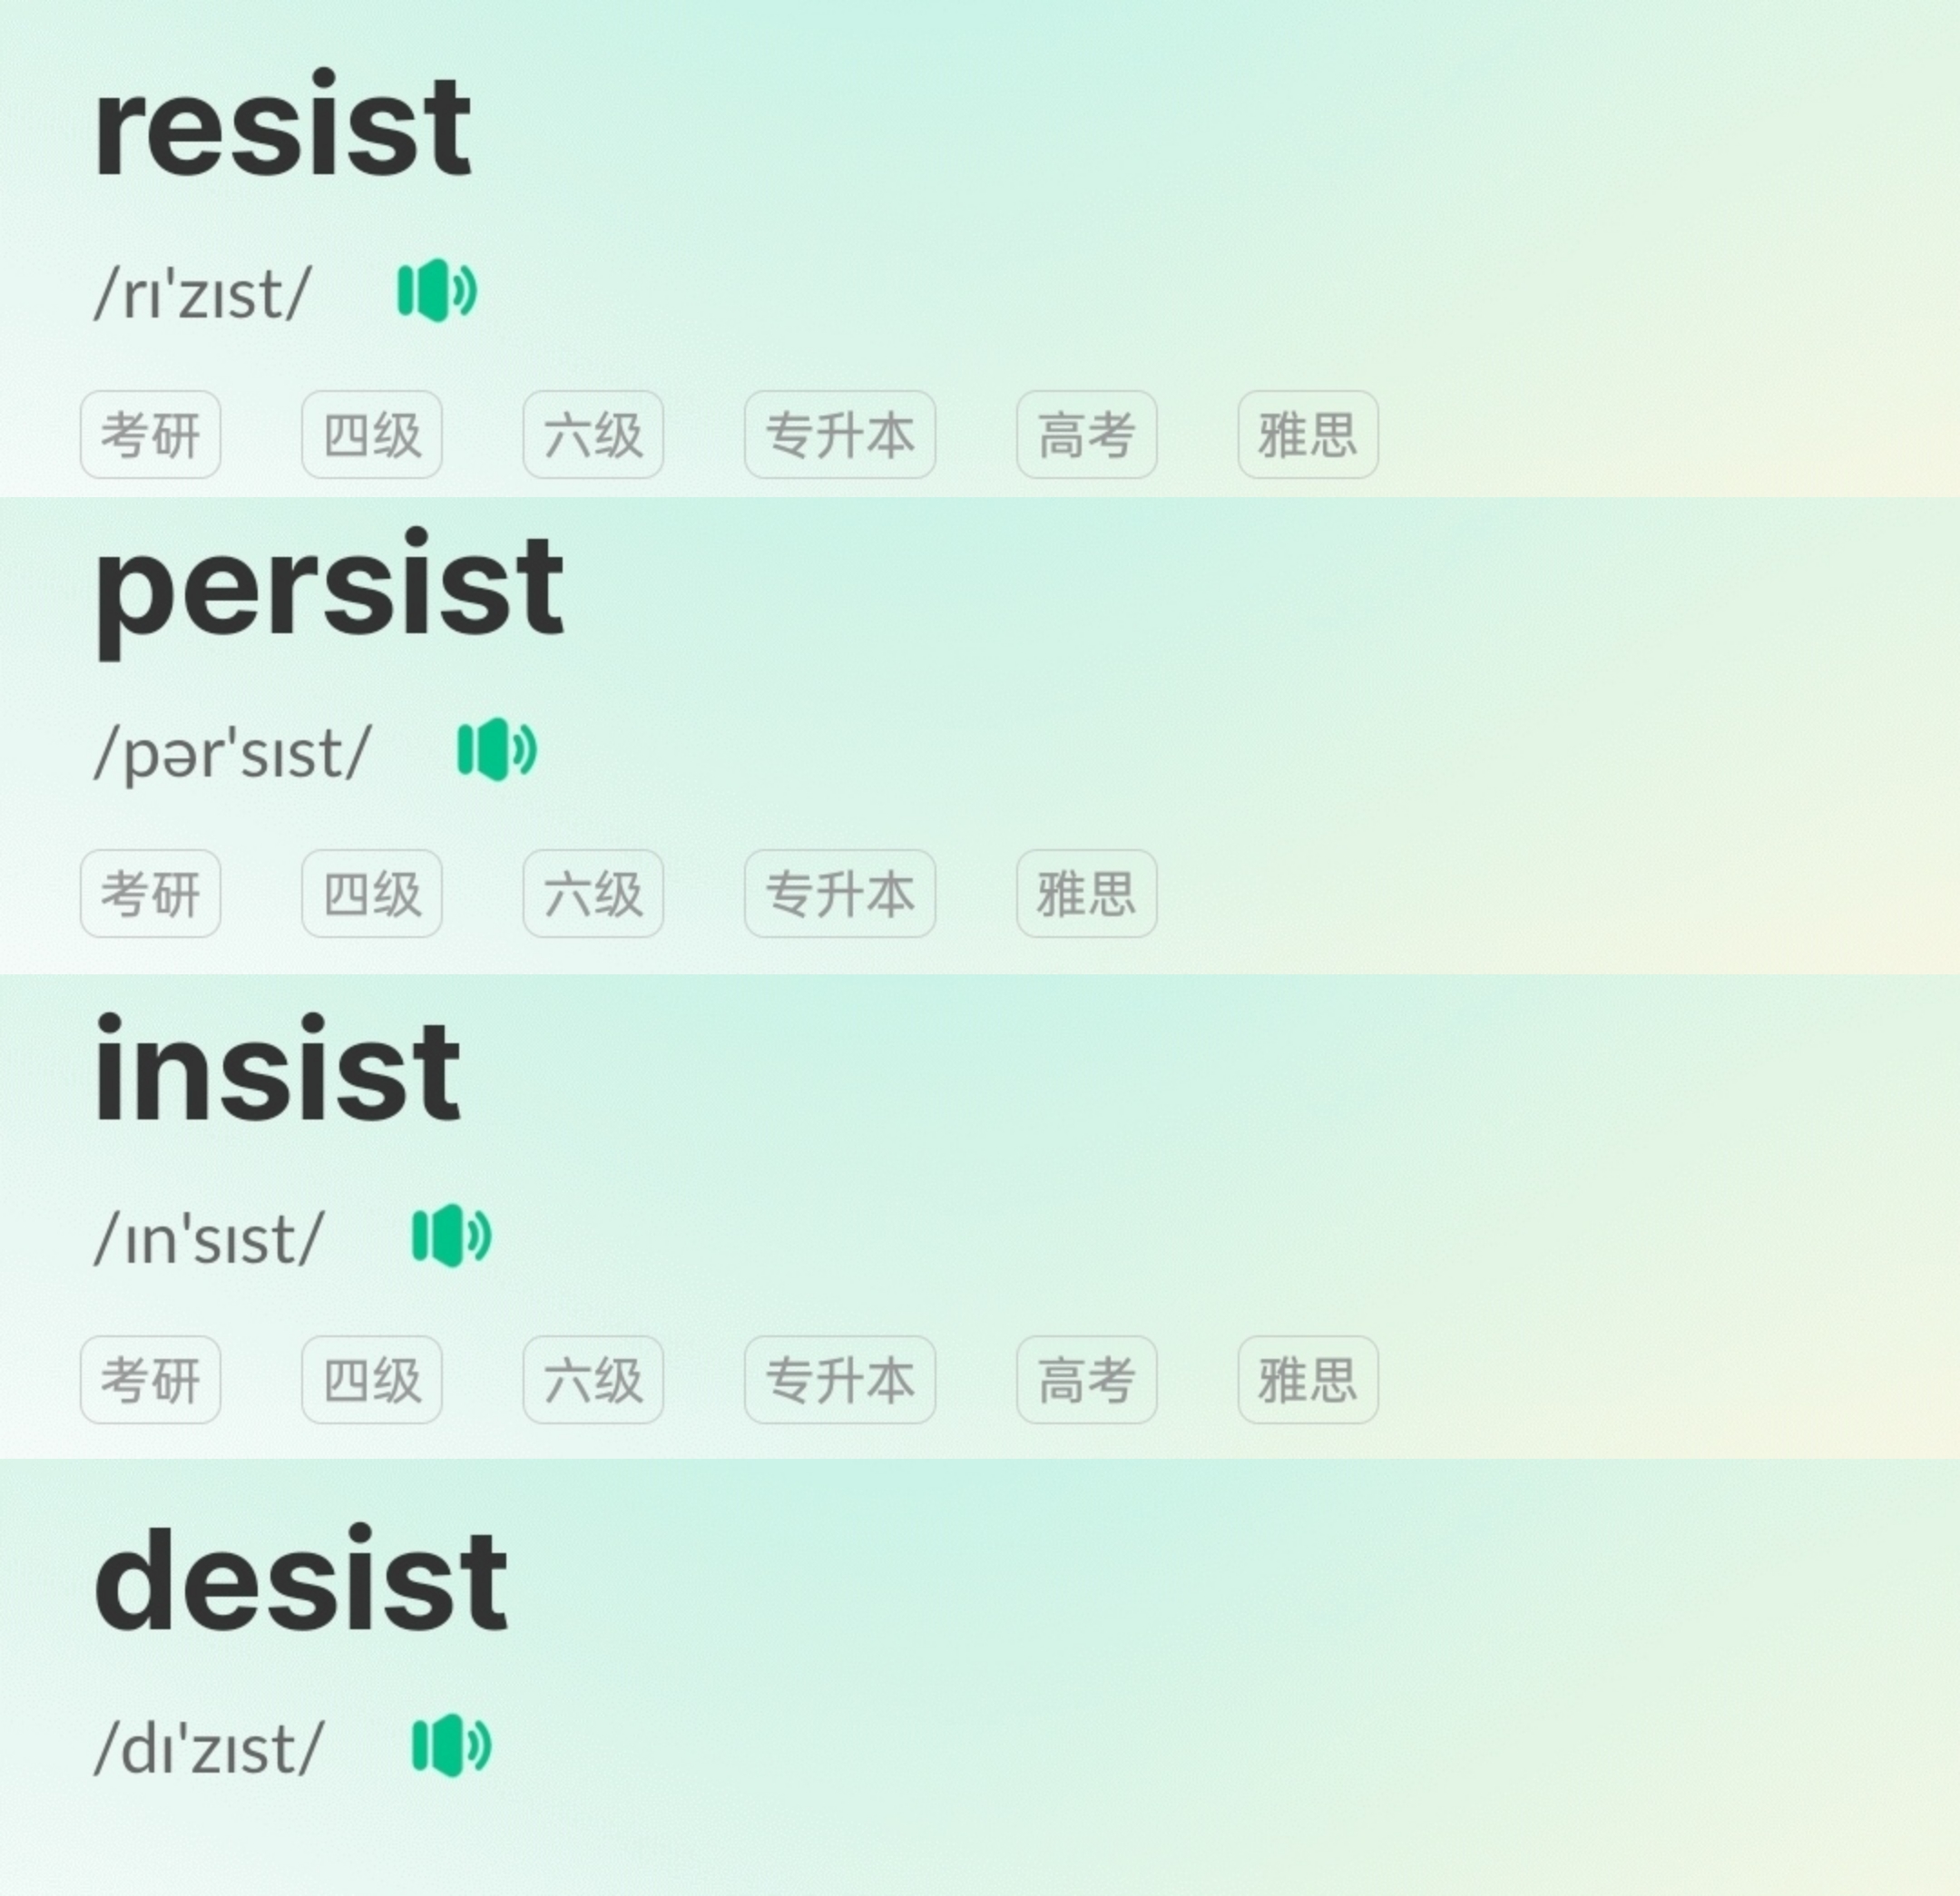 resist
/rɪ'zɪst/
考研 四级 六级 专升本 高考 雅思
persist
/pər'sɪst/
考研 四级 六级 专升本 雅思
insist
/ɪn'sɪst/
考研 四级 六级 专升本 高考 雅思
desist
/dɪ'zɪst/